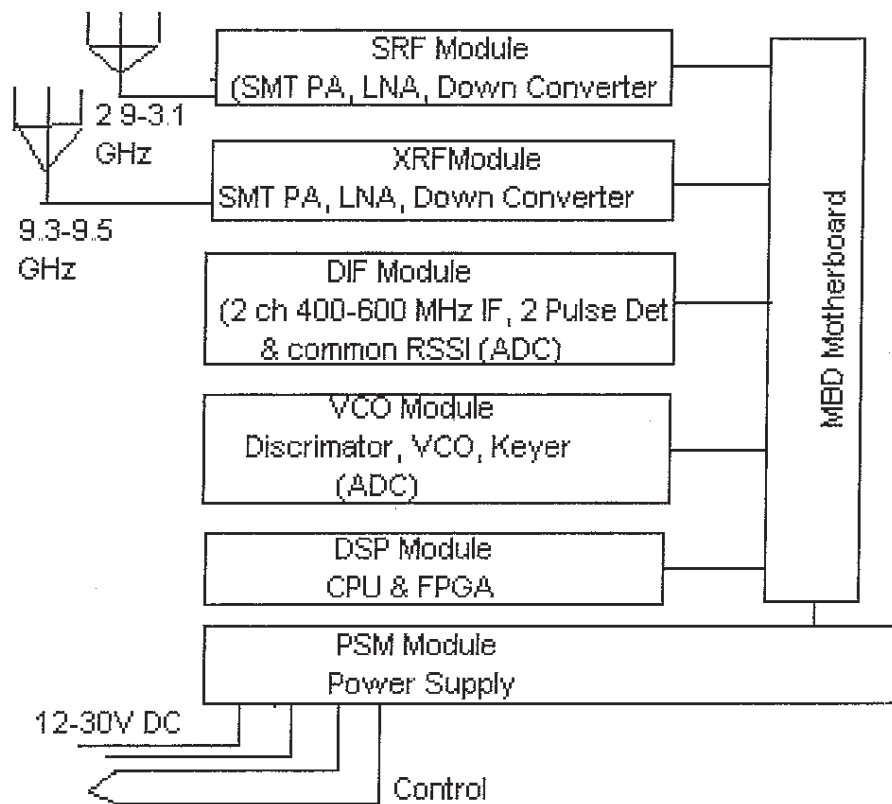 SRF Module
(SMT PA, LNA, Down Converter
2.9-3.1
GHz
XRFModule
SMT PA, LNA, Down Converter
9.3-9.5
GHz
DIF Module
(2 ch 400-600 MHz IF, 2 Pulse Det
& common RSSI (ADC)
VCO Module
Discrimator, VCO, Keyer
(ADC)
DSP Module
CPU & FPGA
MBD Motherboard
PSM Module
Power Supply
12-30V DC
Control